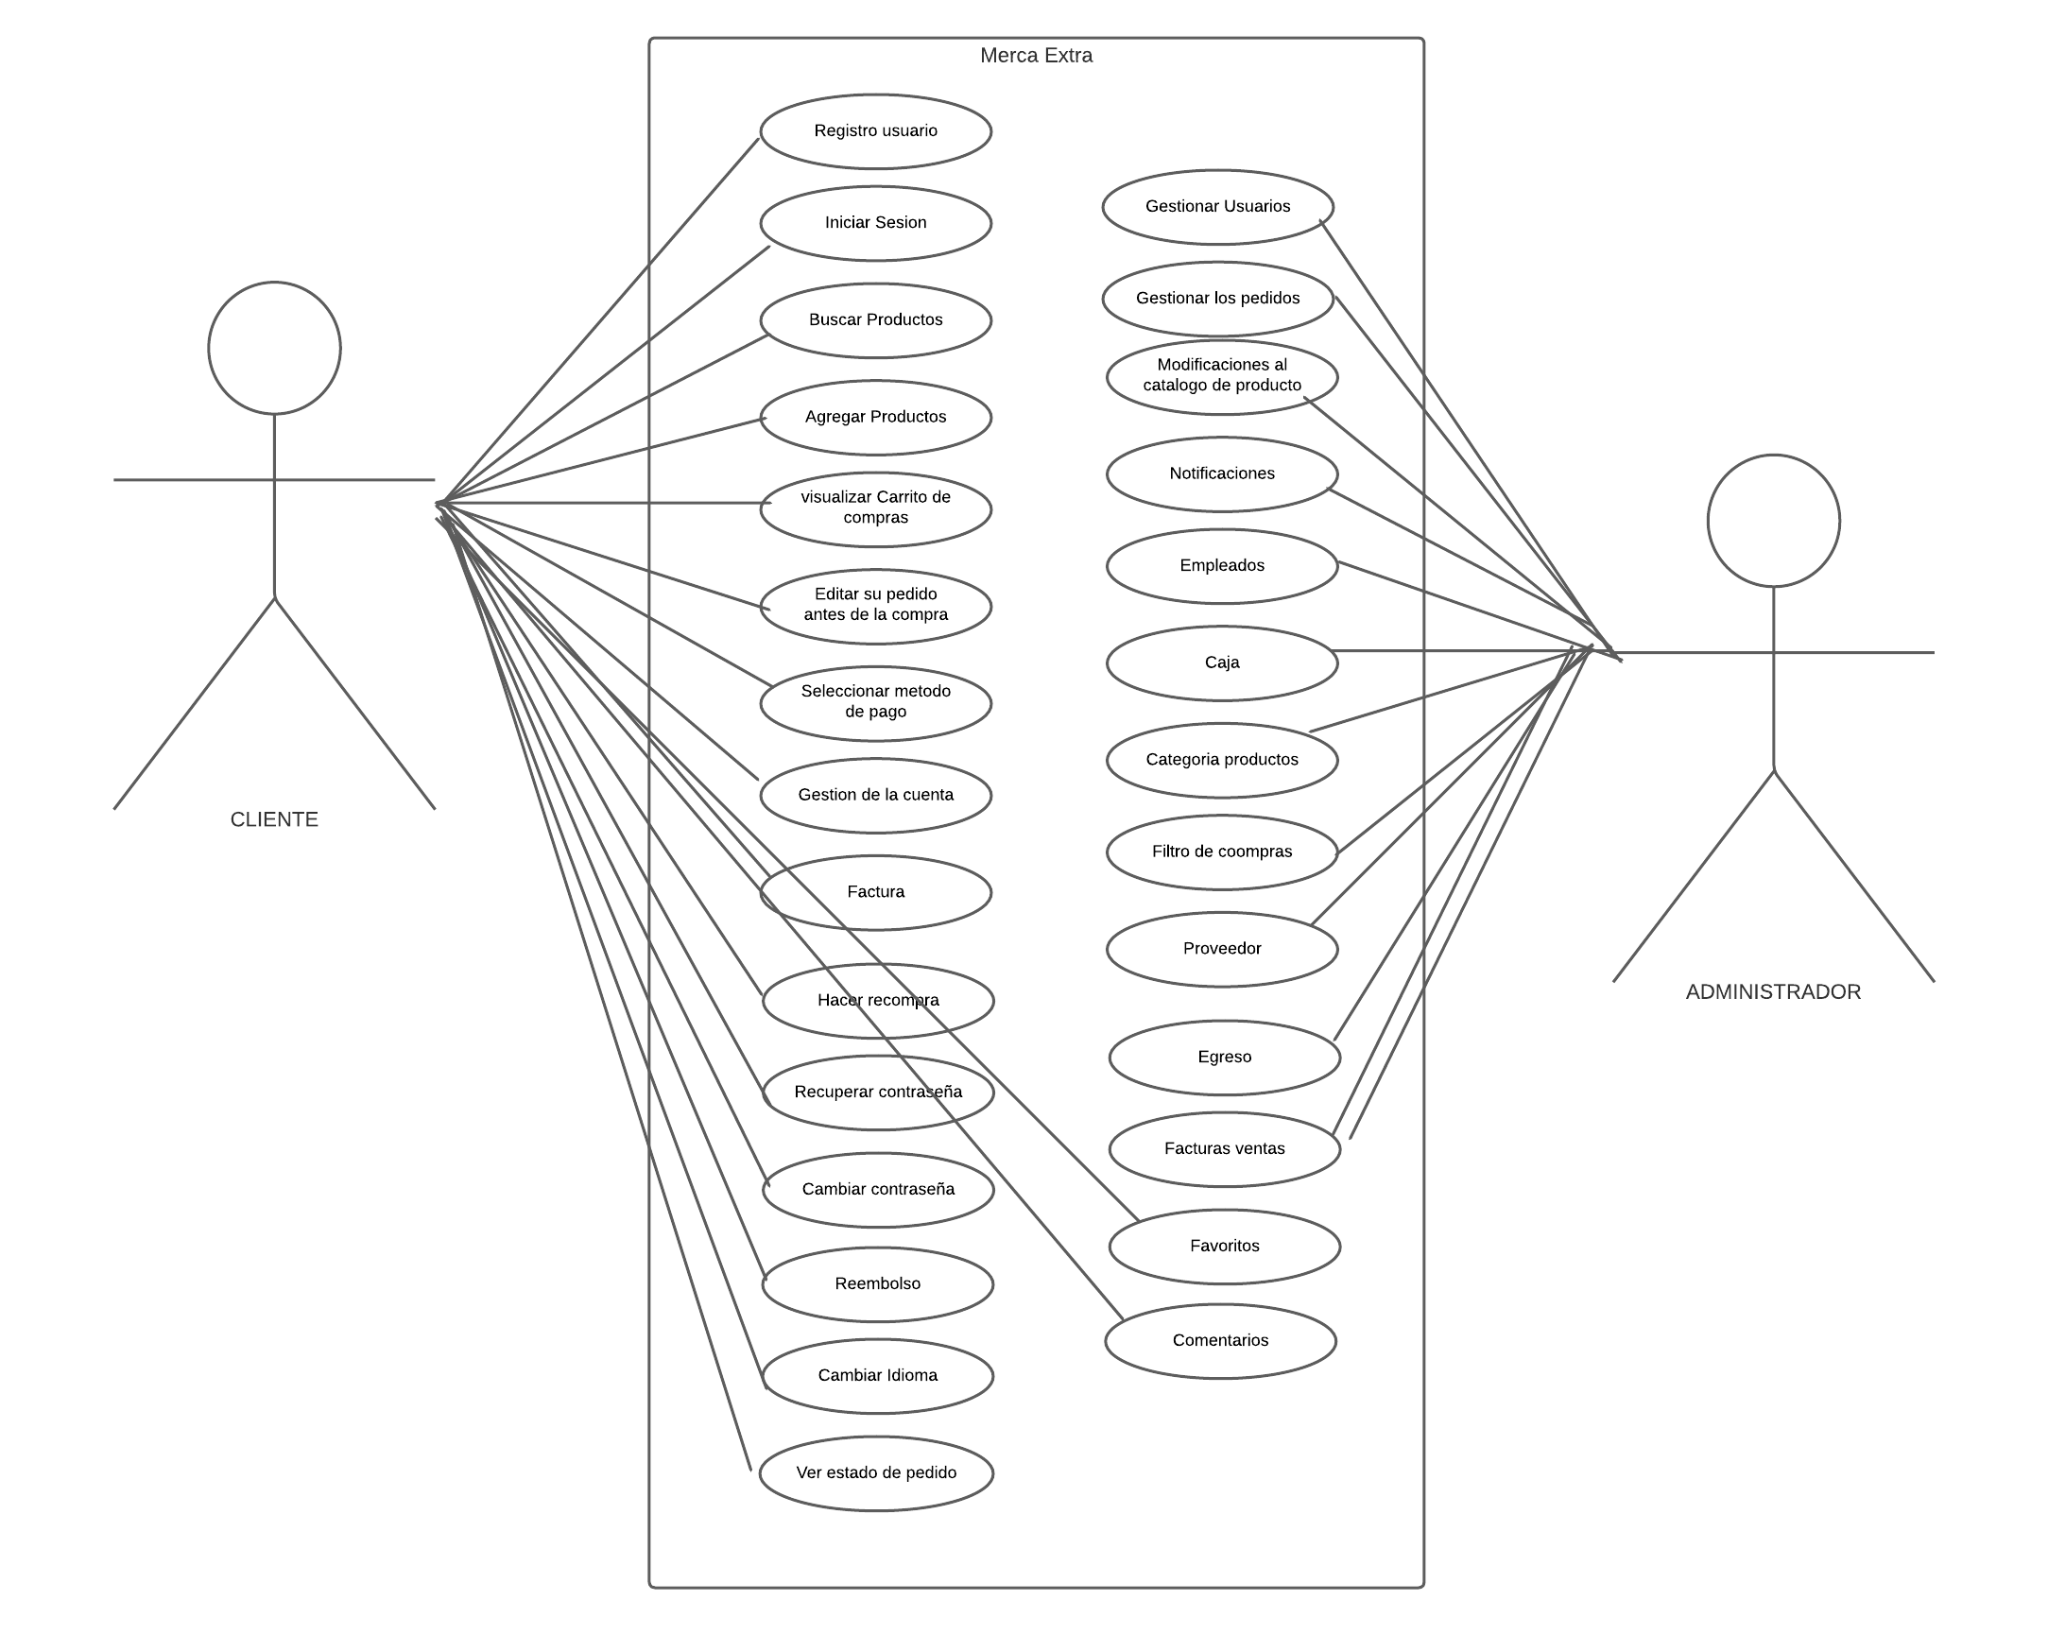 Merca Extra
Registro usuario
Iniciar Sesion
Buscar Productos
Agregar Productos
visualizar Carrito de
compras
Editar su pedido
antes de la compra
Seleccionar metodo
de pago
Gestion de la cuenta
Factura
Hacer recompra
Recuperar contraseña
Cambiar contraseña
Reembolso
Cambiar Idioma
Ver estado de pedido
Gestionar Usuarios
Gestionar los pedidos
Modificaciones al
catalogo de producto
Notificaciones
Empleados
Caja
Categoria productos
Filtro de coompras
Proveedor
Egreso
Facturas ventas
Favoritos
Comentarios
CLIENTE
ADMINISTRADOR